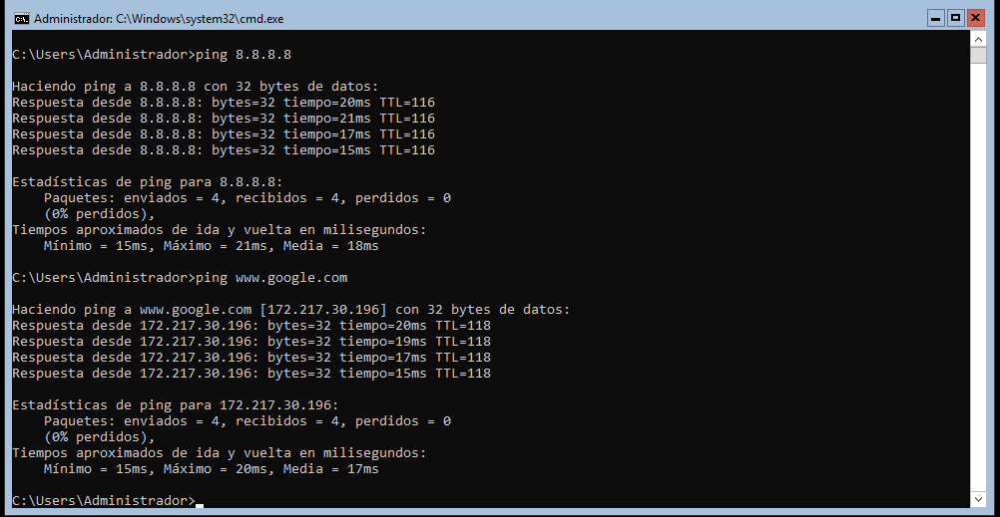 Administrador: C:\Windows\system32\cmd.exe
C:\Users\Administrador>ping 8.8.8.8
Haciendo ping a 8.8.8.8 con 32 bytes de datos:
Respuesta desde 8.8.8.8: bytes=32 tiempo=20ms TTL=116
Respuesta desde 8.8.8.8: bytes=32 tiempo=21ms TTL=116
Respuesta desde 8.8.8.8: bytes=32 tiempo=17ms TTL=116
Respuesta desde 8.8.8.8: bytes=32 tiempo=15ms TTL=116
Estadísticas de ping para 8.8.8.8:
    Paquetes: enviados = 4, recibidos = 4, perdidos = 0
    (0% perdidos),
Tiempos aproximados de ida y vuelta en milisegundos:
    Mínimo = 15ms, Máximo = 21ms, Media = 18ms
C:\Users\Administrador>ping www.google.com
Haciendo ping a www.google.com [172.217.30.196] con 32 bytes de datos:
Respuesta desde 172.217.30.196: bytes=32 tiempo=20ms TTL=118
Respuesta desde 172.217.30.196: bytes=32 tiempo=19ms TTL=118
Respuesta desde 172.217.30.196: bytes=32 tiempo=17ms TTL=118
Respuesta desde 172.217.30.196: bytes=32 tiempo=15ms TTL=118
Estadísticas de ping para 172.217.30.196:
    Paquetes: enviados = 4, recibidos = 4, perdidos = 0
    (0% perdidos),
Tiempos aproximados de ida y vuelta en milisegundos:
    Mínimo = 15ms, Máximo = 20ms, Media = 17ms
C:\Users\Administrador>